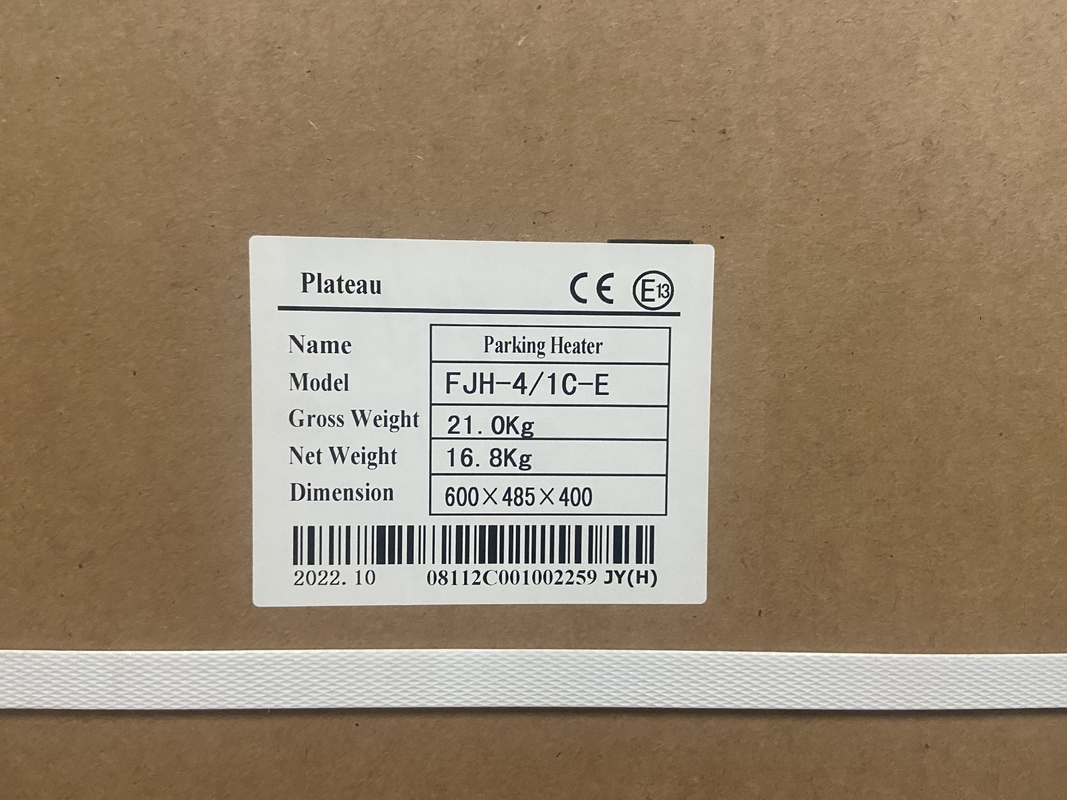 Plateau CE E13
Name Parking Heater
Model FJH-4/1C-E
Gross Weight 21.0Kg
Net Weight 16.8Kg
Dimension 600×485×400
2022.10 08112C001002259 JY(H)